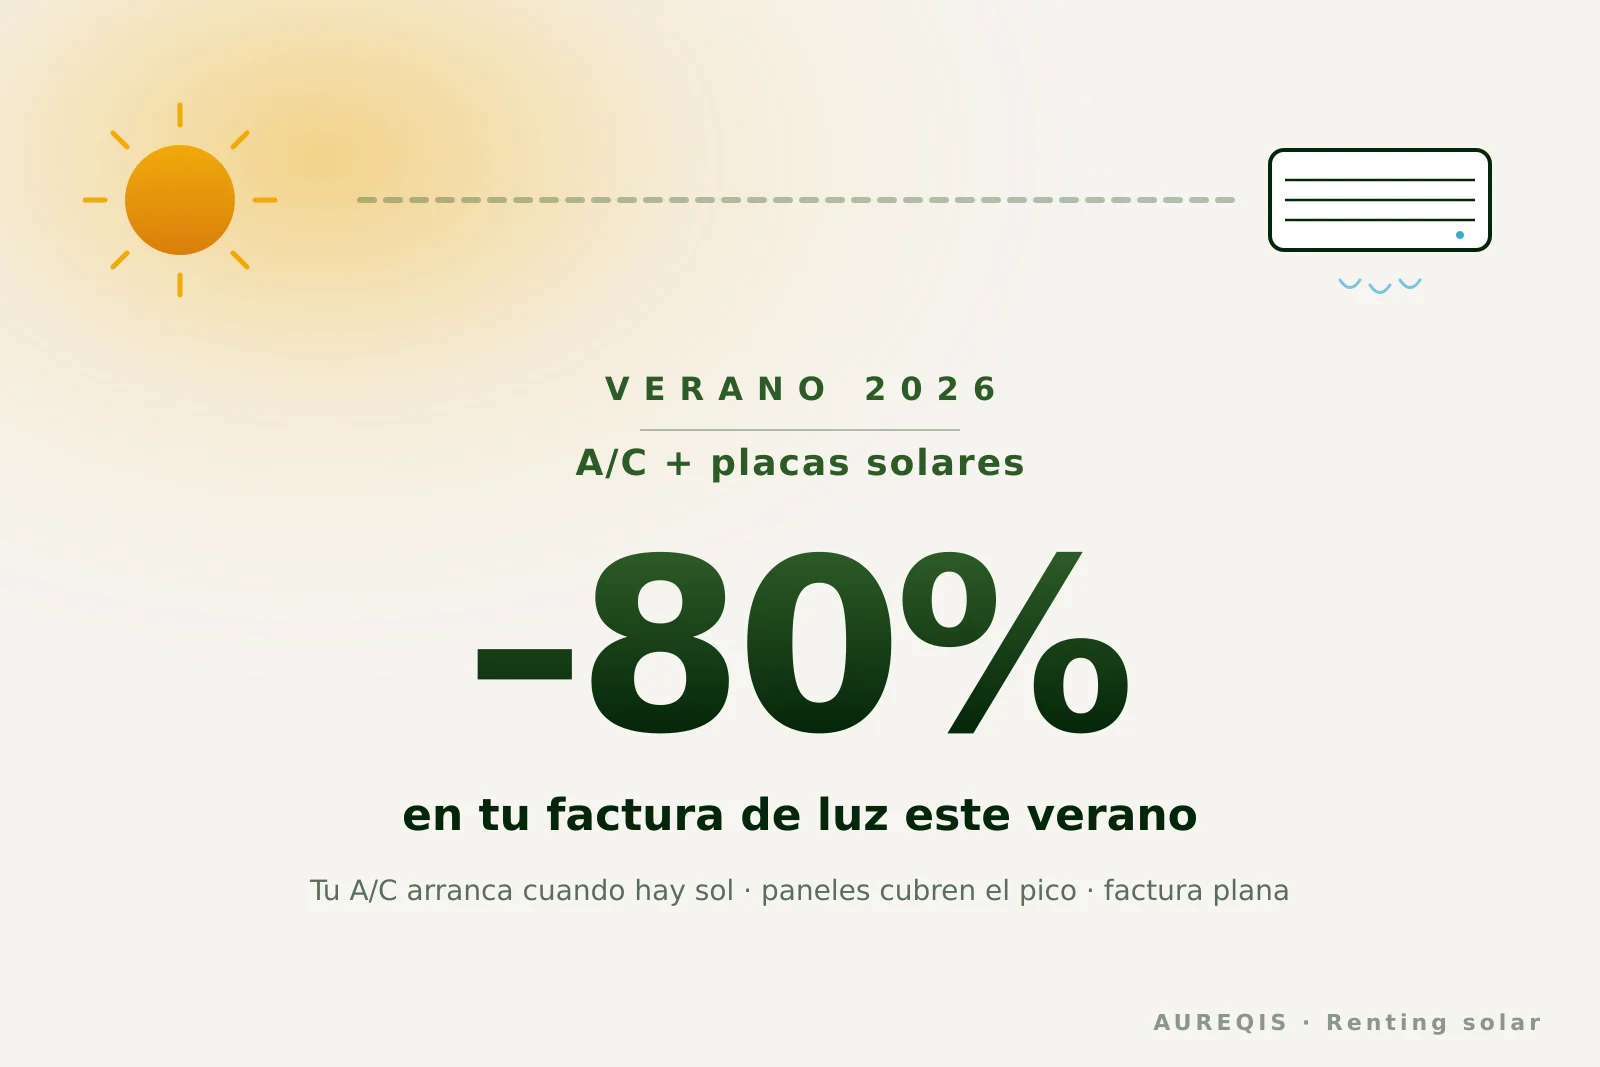 VERANO 2026
A/C + placas solares
–80%
en tu factura de luz este verano
Tu A/C arranca cuando hay sol · paneles cubren el pico · factura plana
AUREQIS · Renting solar